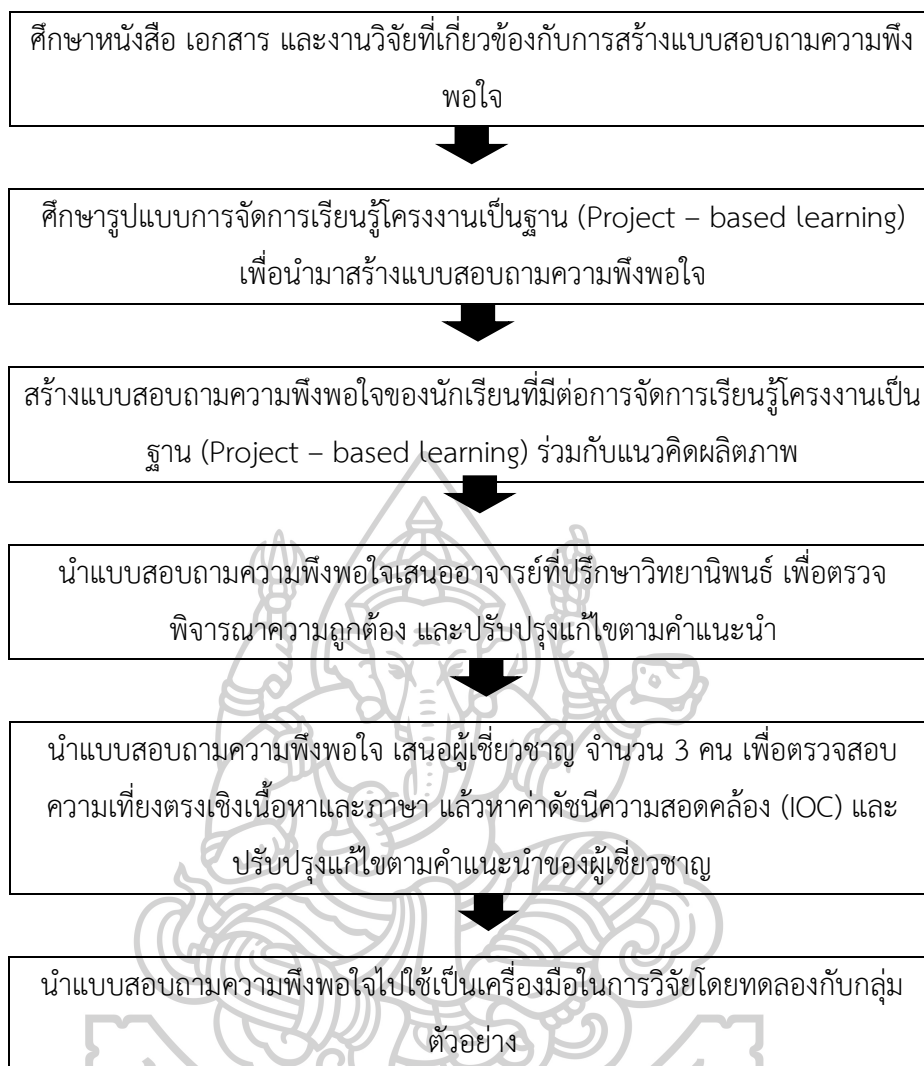 ศึกษาหนังสือ เอกสาร และงานวิจัยที่เกี่ยวข้องกับการสร้างแบบสอบถามความพึง
พอใจ
ศึกษารูปแบบการจัดการเรียนรู้โครงงานเป็นฐาน (Project – based learning)
เพื่อนำมาสร้างแบบสอบถามความพึงพอใจ
สร้างแบบสอบถามความพึงพอใจของนักเรียนที่มีต่อการจัดการเรียนรู้โครงงานเป็น
ฐาน (Project – based learning) ร่วมกับแนวคิดผลิตภาพ
นำแบบสอบถามความพึงพอใจเสนออาจารย์ที่ปรึกษาวิทยานิพนธ์ เพื่อตรวจ
พิจารณาความถูกต้อง และปรับปรุงแก้ไขตามคำแนะนำ
นำแบบสอบถามความพึงพอใจ เสนอผู้เชี่ยวชาญ จำนวน 3 คน เพื่อตรวจสอบ
ความเที่ยงตรงเชิงเนื้อหาและภาษา แล้วหาค่าดัชนีความสอดคล้อง (IOC) และ
ปรับปรุงแก้ไขตามคำแนะนำของผู้เชี่ยวชาญ
นำแบบสอบถามความพึงพอใจไปใช้เป็นเครื่องมือในการวิจัยโดยทดลองกับกลุ่ม
ตัวอย่าง